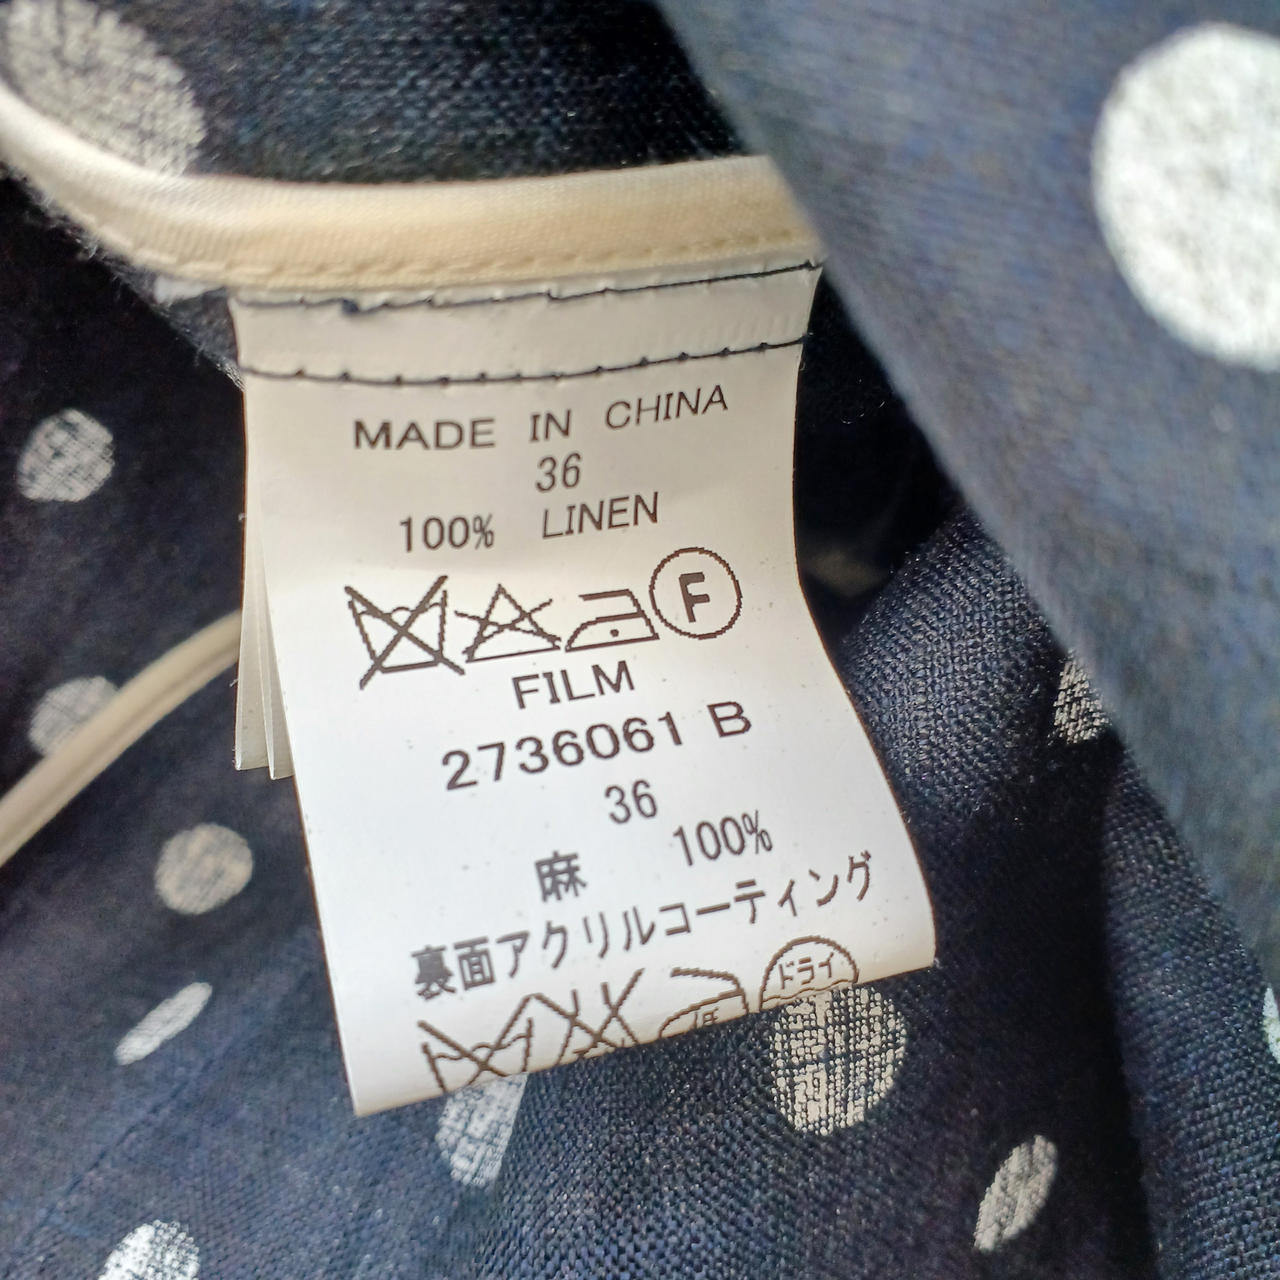 MADE IN CHINA
36
100% LINEN
F
FILM
2736061 B
36
麻 100%
裏面アクリルコーティング
ドライ